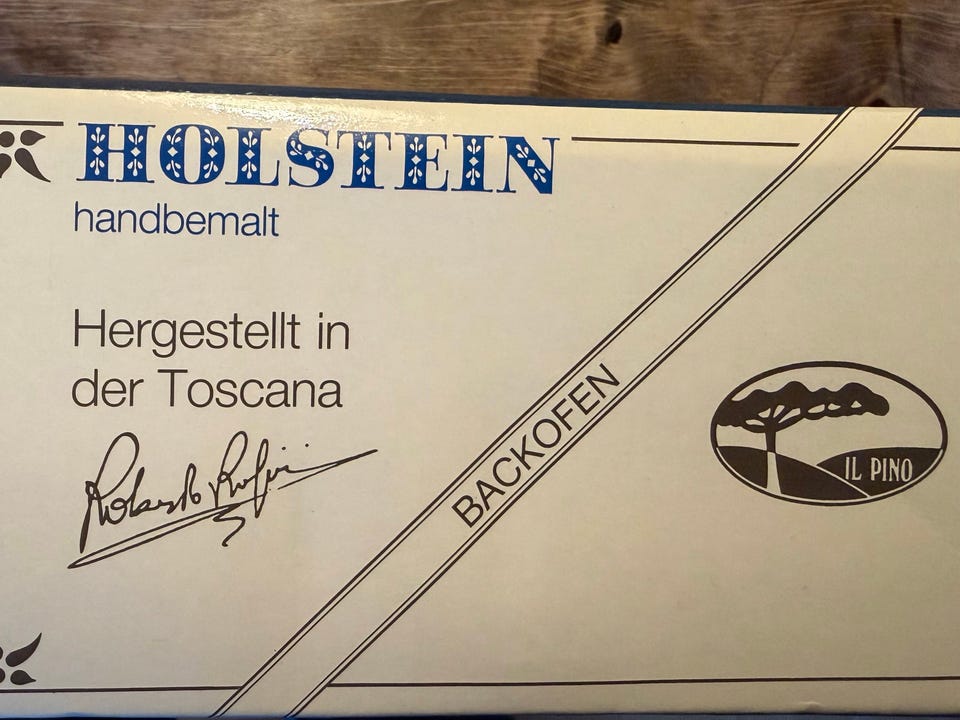 HOLSTEIN
handbemalt
Hergestellt in
der Toscana
BACKOFEN
IL PINO